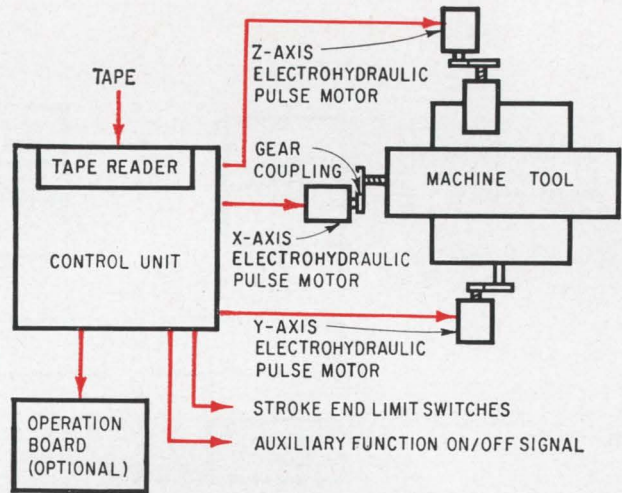 Z-AXIS
ELECTROHYDRAULIC
PULSE MOTOR
TAPE
TAPE READER
GEAR
COUPLING
MACHINE TOOL
CONTROL UNIT
X-AXIS
ELECTROHYDRAULIC
PULSE MOTOR
Y-AXIS
ELECTROHYDRAULIC
PULSE MOTOR
OPERATION
BOARD
(OPTIONAL)
STROKE END LIMIT SWITCHES
AUXILIARY FUNCTION ON/OFF SIGNAL